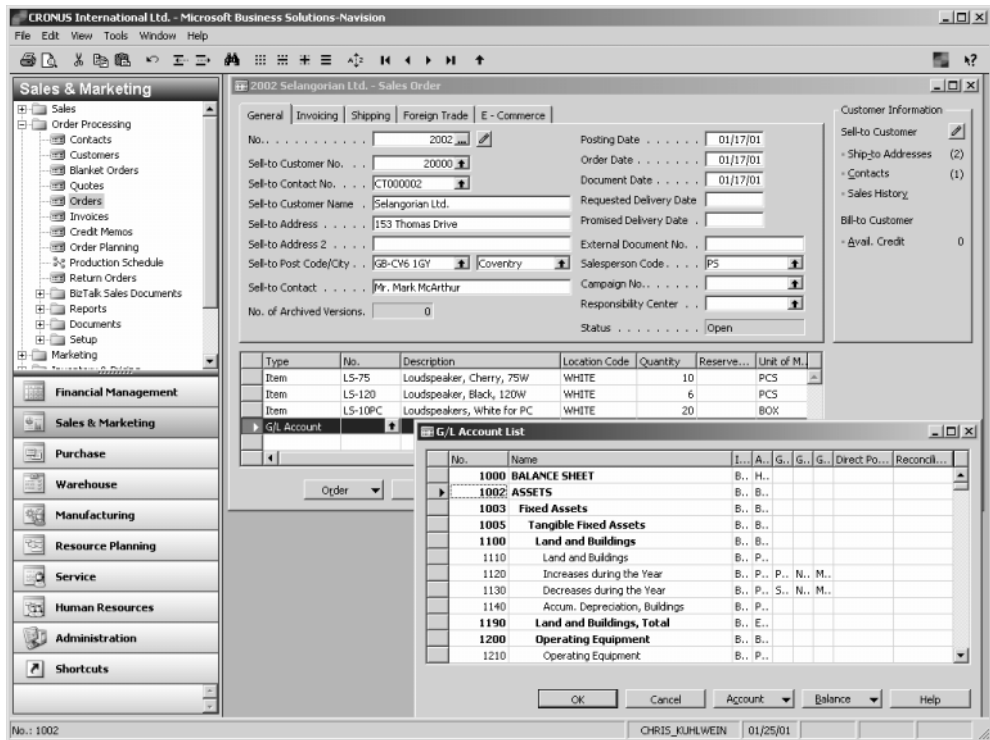 CRONUS International Ltd. - Microsoft Business Solutions-Navision
File Edit View Tools Window Help
Sales & Marketing
Sales
Order Processing
Contacts
Customers
Blanket Orders
Quotes
Orders
Invoices
Credit Memos
Order Planning
Production Schedule
Return Orders
BizTalk Sales Documents
Reports
Documents
Setup
Marketing
Financial Management
Sales & Marketing
Purchase
Warehouse
Manufacturing
Resource Planning
Service
Human Resources
Administration
Shortcuts
2002 Selangorian Ltd. - Sales Order
General Invoicing Shipping Foreign Trade E - Commerce
No. . . . . . . . . . . . 2002 ...
Sell-to Customer No. . . . 20000
Sell-to Contact No. . . . CT000002
Sell-to Customer Name . Selangorian Ltd.
Sell-to Address . . . . . 153 Thomas Drive
Sell-to Address 2 . . . .
Sell-to Post Code/City . . GB-CV6 1GY Coventry
Sell-to Contact . . . . . Mr. Mark McArthur
No. of Archived Versions. 0
Posting Date . . . . . . 01/17/01
Order Date . . . . . . . 01/17/01
Document Date . . . . . 01/17/01
Requested Delivery Date
Promised Delivery Date .
External Document No. . .
Salesperson Code. . . . . PS
Campaign No.. . . . . .
Responsibility Center . .
Status . . . . . . . . . Open
Customer Information
Sell-to Customer
Ship-to Addresses (2)
Contacts (1)
Sales History
Bill-to Customer
Avail. Credit 0
Type No. Description Location Code Quantity Reserve... Unit of M..
Item LS-75 Loudspeaker, Cherry, 75W WHITE 10 PCS
Item LS-120 Loudspeaker, Black, 120W WHITE 6 PCS
Item LS-10PC Loudspeakers, White for PC WHITE 20 BOX
G/L Account
Order
G/L Account List
No. Name I... A.. G.. G.. G.. Direct Po... Reconcil...
1000 BALANCE SHEET B.. H..
1002 ASSETS B.. B..
1003 Fixed Assets B.. B..
1005 Tangible Fixed Assets B.. B..
1100 Land and Buildings B.. B..
1110 Land and Buildings B.. P..
1120 Increases during the Year B.. P.. P.. N.. M..
1130 Decreases during the Year B.. P.. S.. N.. M..
1140 Accum. Depreciation, Buildings B.. P..
1190 Land and Buildings, Total B.. E..
1200 Operating Equipment B.. B..
1210 Operating Equipment B.. P..
OK Cancel Account Balance Help
No.: 1002 CHRIS_KUHLWEIN 01/25/01